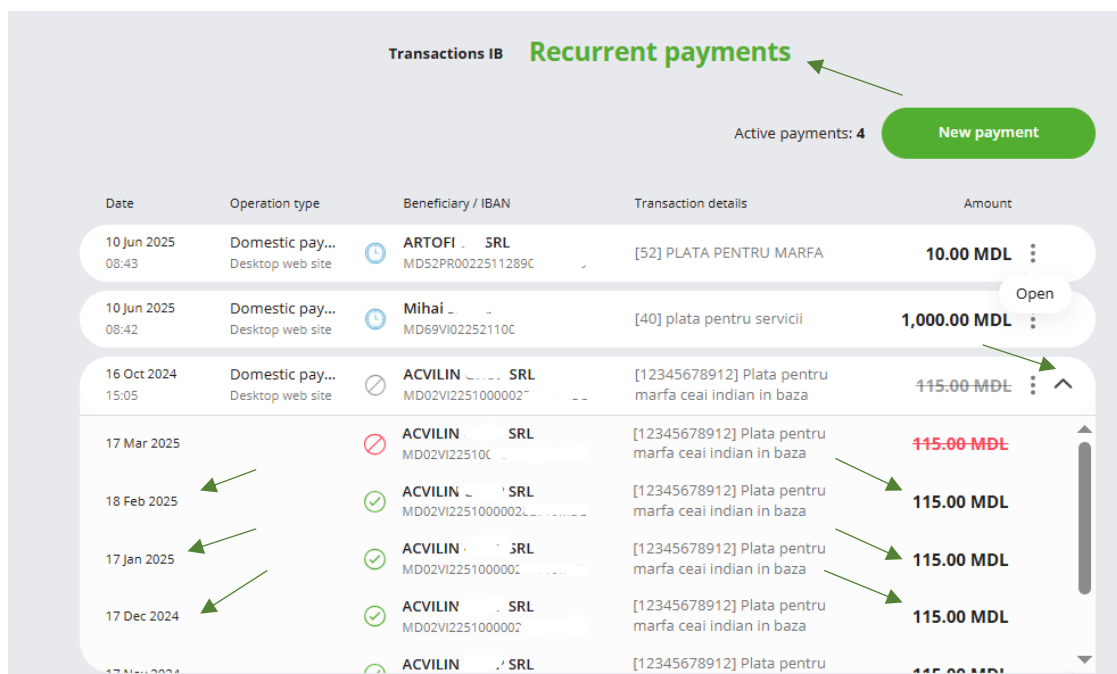 Transactions IB Recurrent payments
Active payments: 4 New payment
Date Operation type Beneficiary / IBAN Transaction details Amount
10 Jun 2025 Domestic pay... ARTOFI SRL [52] PLATA PENTRU MARFA 10.00 MDL
08:43 Desktop web site
Open
10 Jun 2025 Domestic pay... Mihai [40] plata pentru servicii 1,000.00 MDL
08:42 Desktop web site
16 Oct 2024 Domestic pay... ACVILIN SRL [12345678912] Plata pentru 115.00 MDL
15:05 Desktop web site marfa ceai indian in baza
17 Mar 2025 ACVILIN SRL [12345678912] Plata pentru 115.00 MDL
marfa ceai indian in baza
18 Feb 2025 ACVILIN SRL [12345678912] Plata pentru 115.00 MDL
marfa ceai indian in baza
17 Jan 2025 ACVILIN SRL [12345678912] Plata pentru 115.00 MDL
marfa ceai indian in baza
17 Dec 2024 ACVILIN SRL [12345678912] Plata pentru 115.00 MDL
marfa ceai indian in baza
ACVILIN SRL [12345678912] Plata pentru